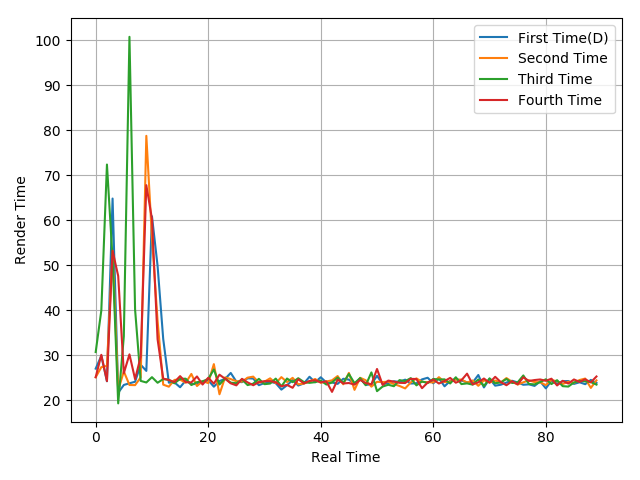 First Time(D)
Second Time
Third Time
Fourth Time
100
90
80
70
60
50
40
30
20
Render Time
0 20 40 60 80
Real Time